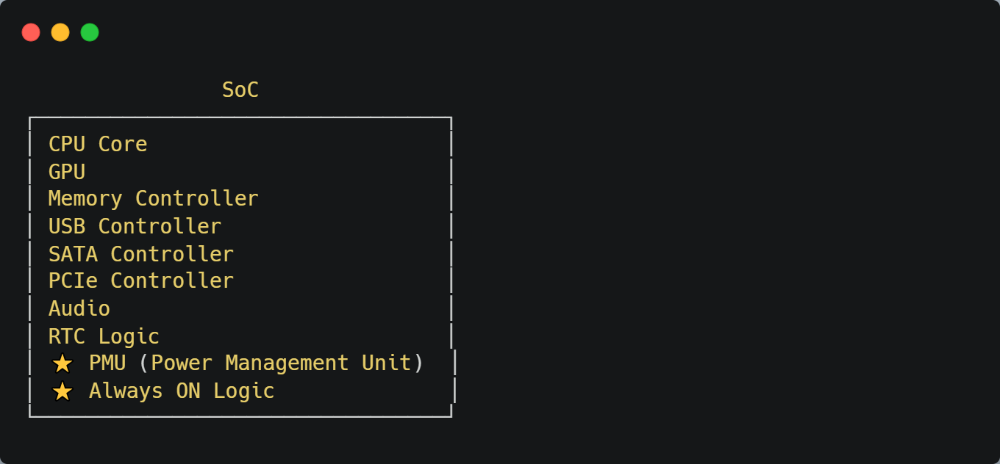 SoC
CPU Core
GPU
Memory Controller
USB Controller
SATA Controller
PCIe Controller
Audio
RTC Logic
⭐ PMU (Power Management Unit)
⭐ Always ON Logic